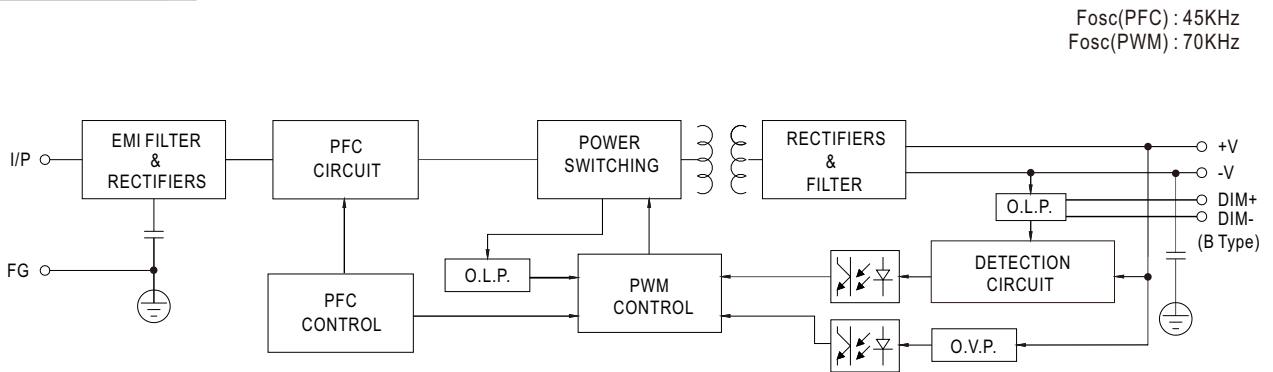 Fosc(PFC) : 45KHz
Fosc(PWM) : 70KHz
I/P
EMI FILTER
&
RECTIFIERS
PFC
CIRCUIT
POWER
SWITCHING
RECTIFIERS
&
FILTER
+V
-V
O.L.P.
DIM+
DIM-
(B Type)
FG
O.L.P.
PFC
CONTROL
PWM
CONTROL
DETECTION
CIRCUIT
O.V.P.